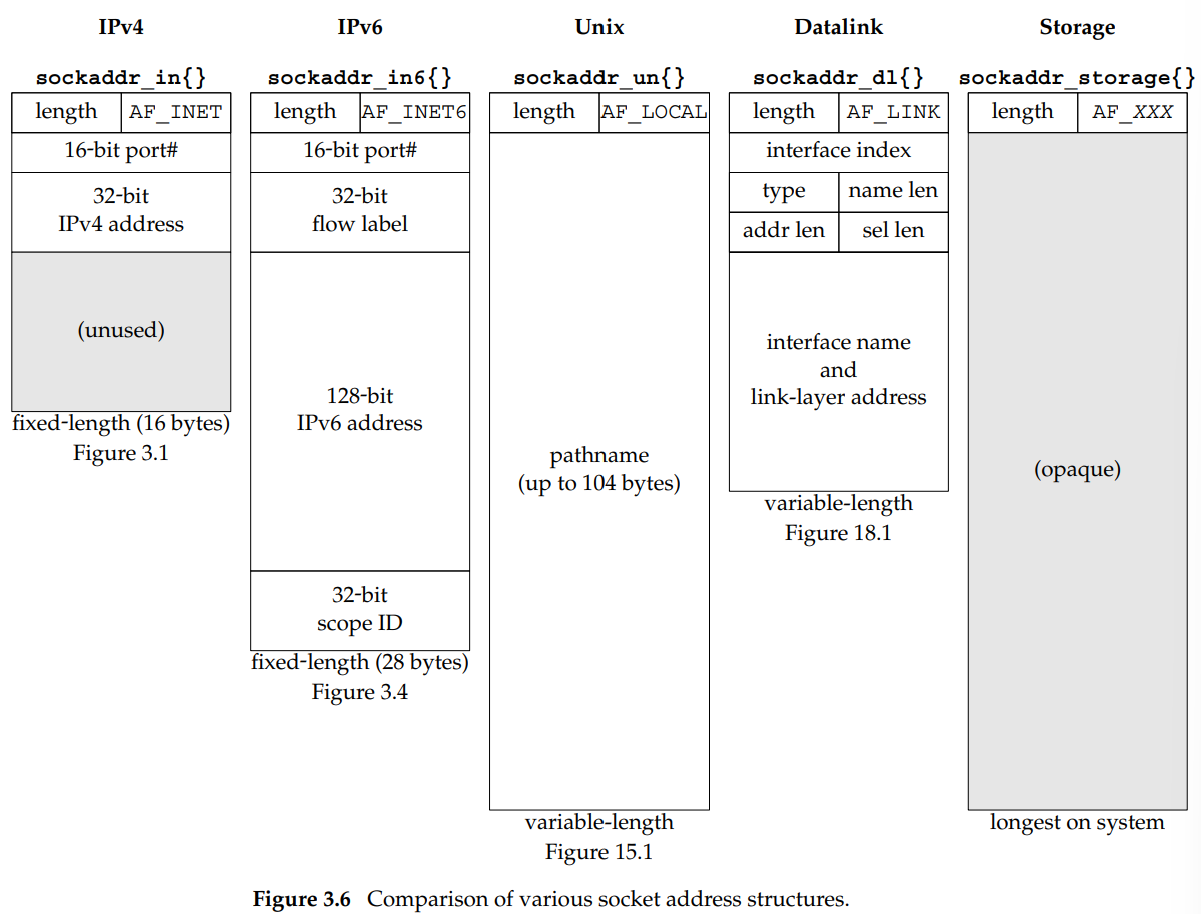 IPv4
IPv6
Unix
Datalink
Storage
sockaddr_in{}
sockaddr_in6{}
sockaddr_un{}
sockaddr_dl{}
sockaddr_storage{}
length
AF_INET
16-bit port#
32-bit
IPv4 address
(unused)
fixed-length (16 bytes)
Figure 3.1
length
AF_INET6
16-bit port#
32-bit
flow label
128-bit
IPv6 address
32-bit
scope ID
fixed-length (28 bytes)
Figure 3.4
length
AF_LOCAL
pathname
(up to 104 bytes)
variable-length
Figure 15.1
length
AF_LINK
interface index
type
name len
addr len
sel len
interface name
and
link-layer address
variable-length
Figure 18.1
length
AF_XXX
(opaque)
longest on system
Figure 3.6 Comparison of various socket address structures.